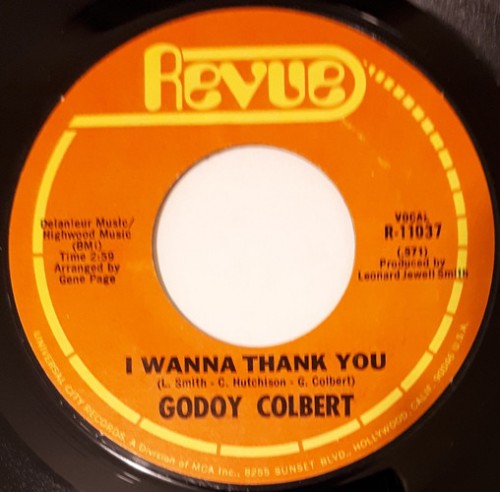 Revue
Delanieur Music/
Highwood Music
(BMI)
Time 2:59
Arranged by
Gene Page
VOCAL
R-11037
(.571)
Produced by
Leonard Jewell Smith
I WANNA THANK YOU
(L. Smith - C. Hutchison - G. Colbert)
GODOY COLBERT
UNIVERSAL CITY RECORDS, A Division of MCA Inc., 8255 SUNSET BLVD., HOLLYWOOD, CALIF. 90046 U.S.A.